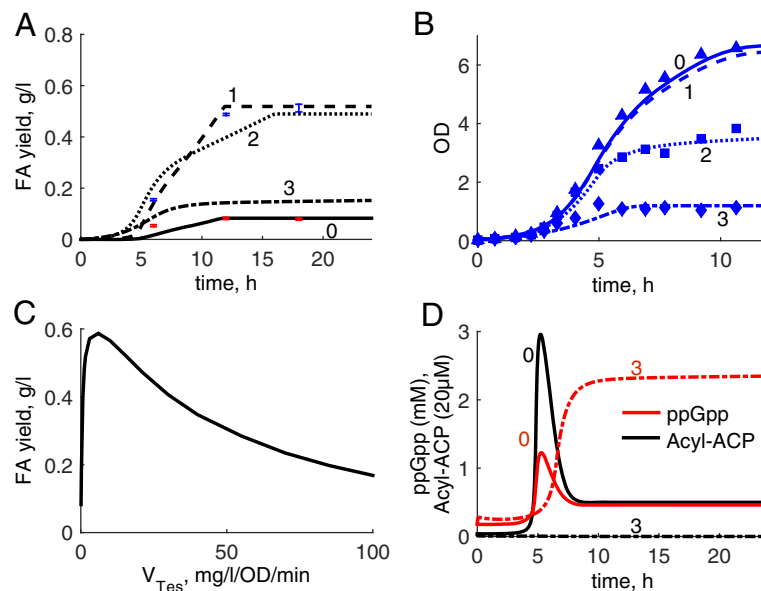 A
FA yield, g/l
0.8
0.6
0.4
0.2
0
1
2
3
0
0 5 10 15 20
time, h
B
OD
6
4
2
0
0
1
2
3
0 5 10
time, h
C
FA yield, g/l
0.6
0.4
0.2
0
0 50 100
V_Tes, mg/l/OD/min
D
ppGpp (mM),
Acyl-ACP (20μM)
3
2
1
0
0
0
3
3
ppGpp
Acyl-ACP
0 5 10 15 20
time, h